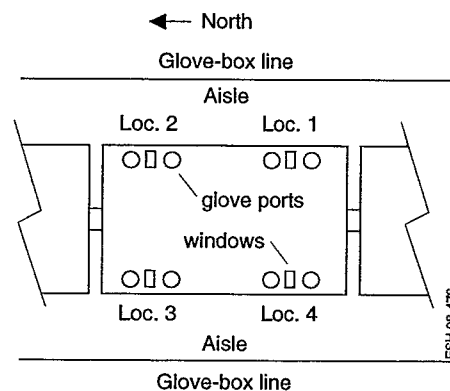 North
Glove-box line
Aisle
Loc. 2 Loc. 1
glove ports
windows
Loc. 3 Loc. 4
Aisle
Glove-box line